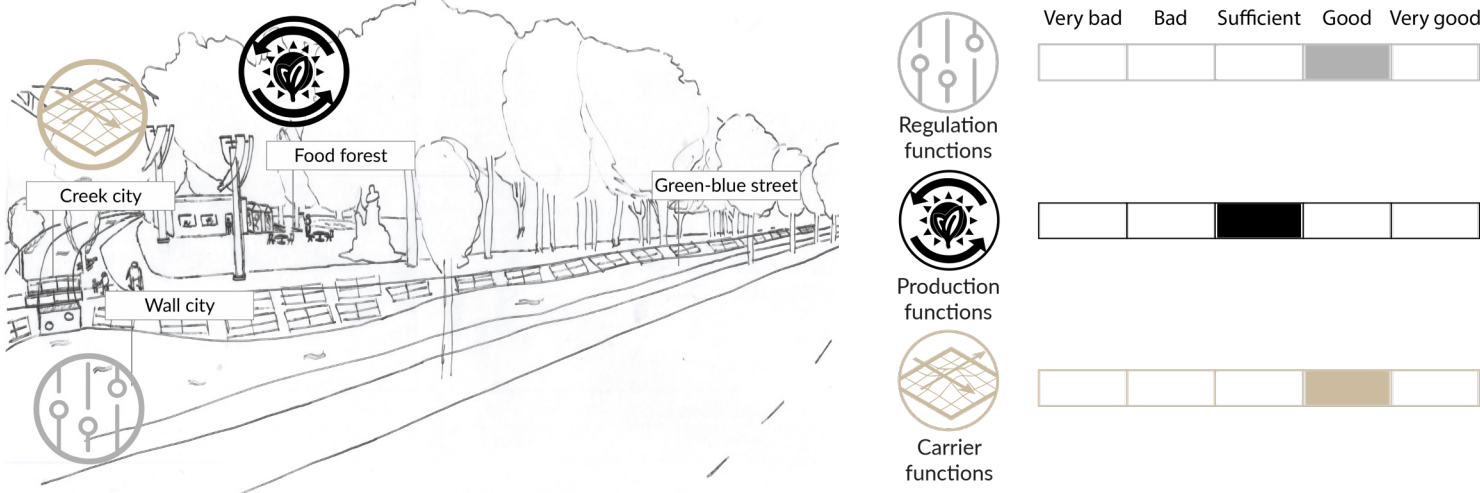 Food forest
Green-blue street
Creek city
Wall city
Very bad Bad Sufficient Good Very good
Regulation
functions
Production
functions
Carrier
functions